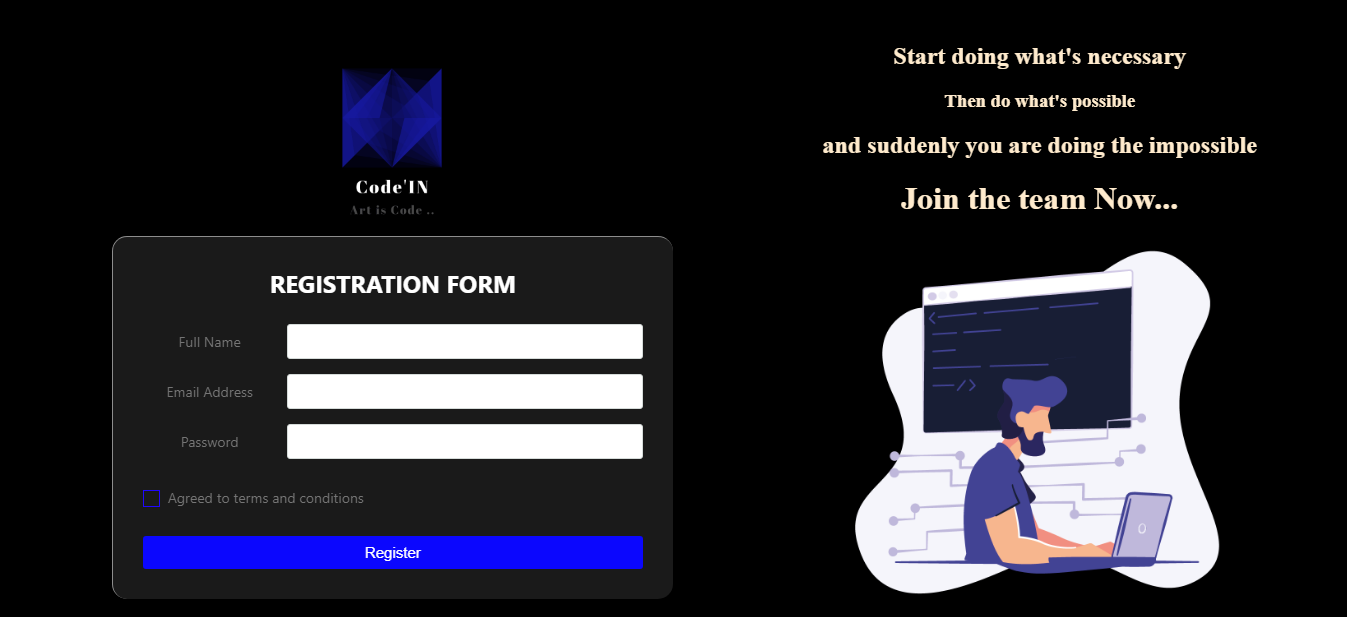 Code'IN
Art is Code ..
REGISTRATION FORM
Full Name
Email Address
Password
Agreed to terms and conditions
Register
Start doing what's necessary
Then do what's possible
and suddenly you are doing the impossible
Join the team Now...